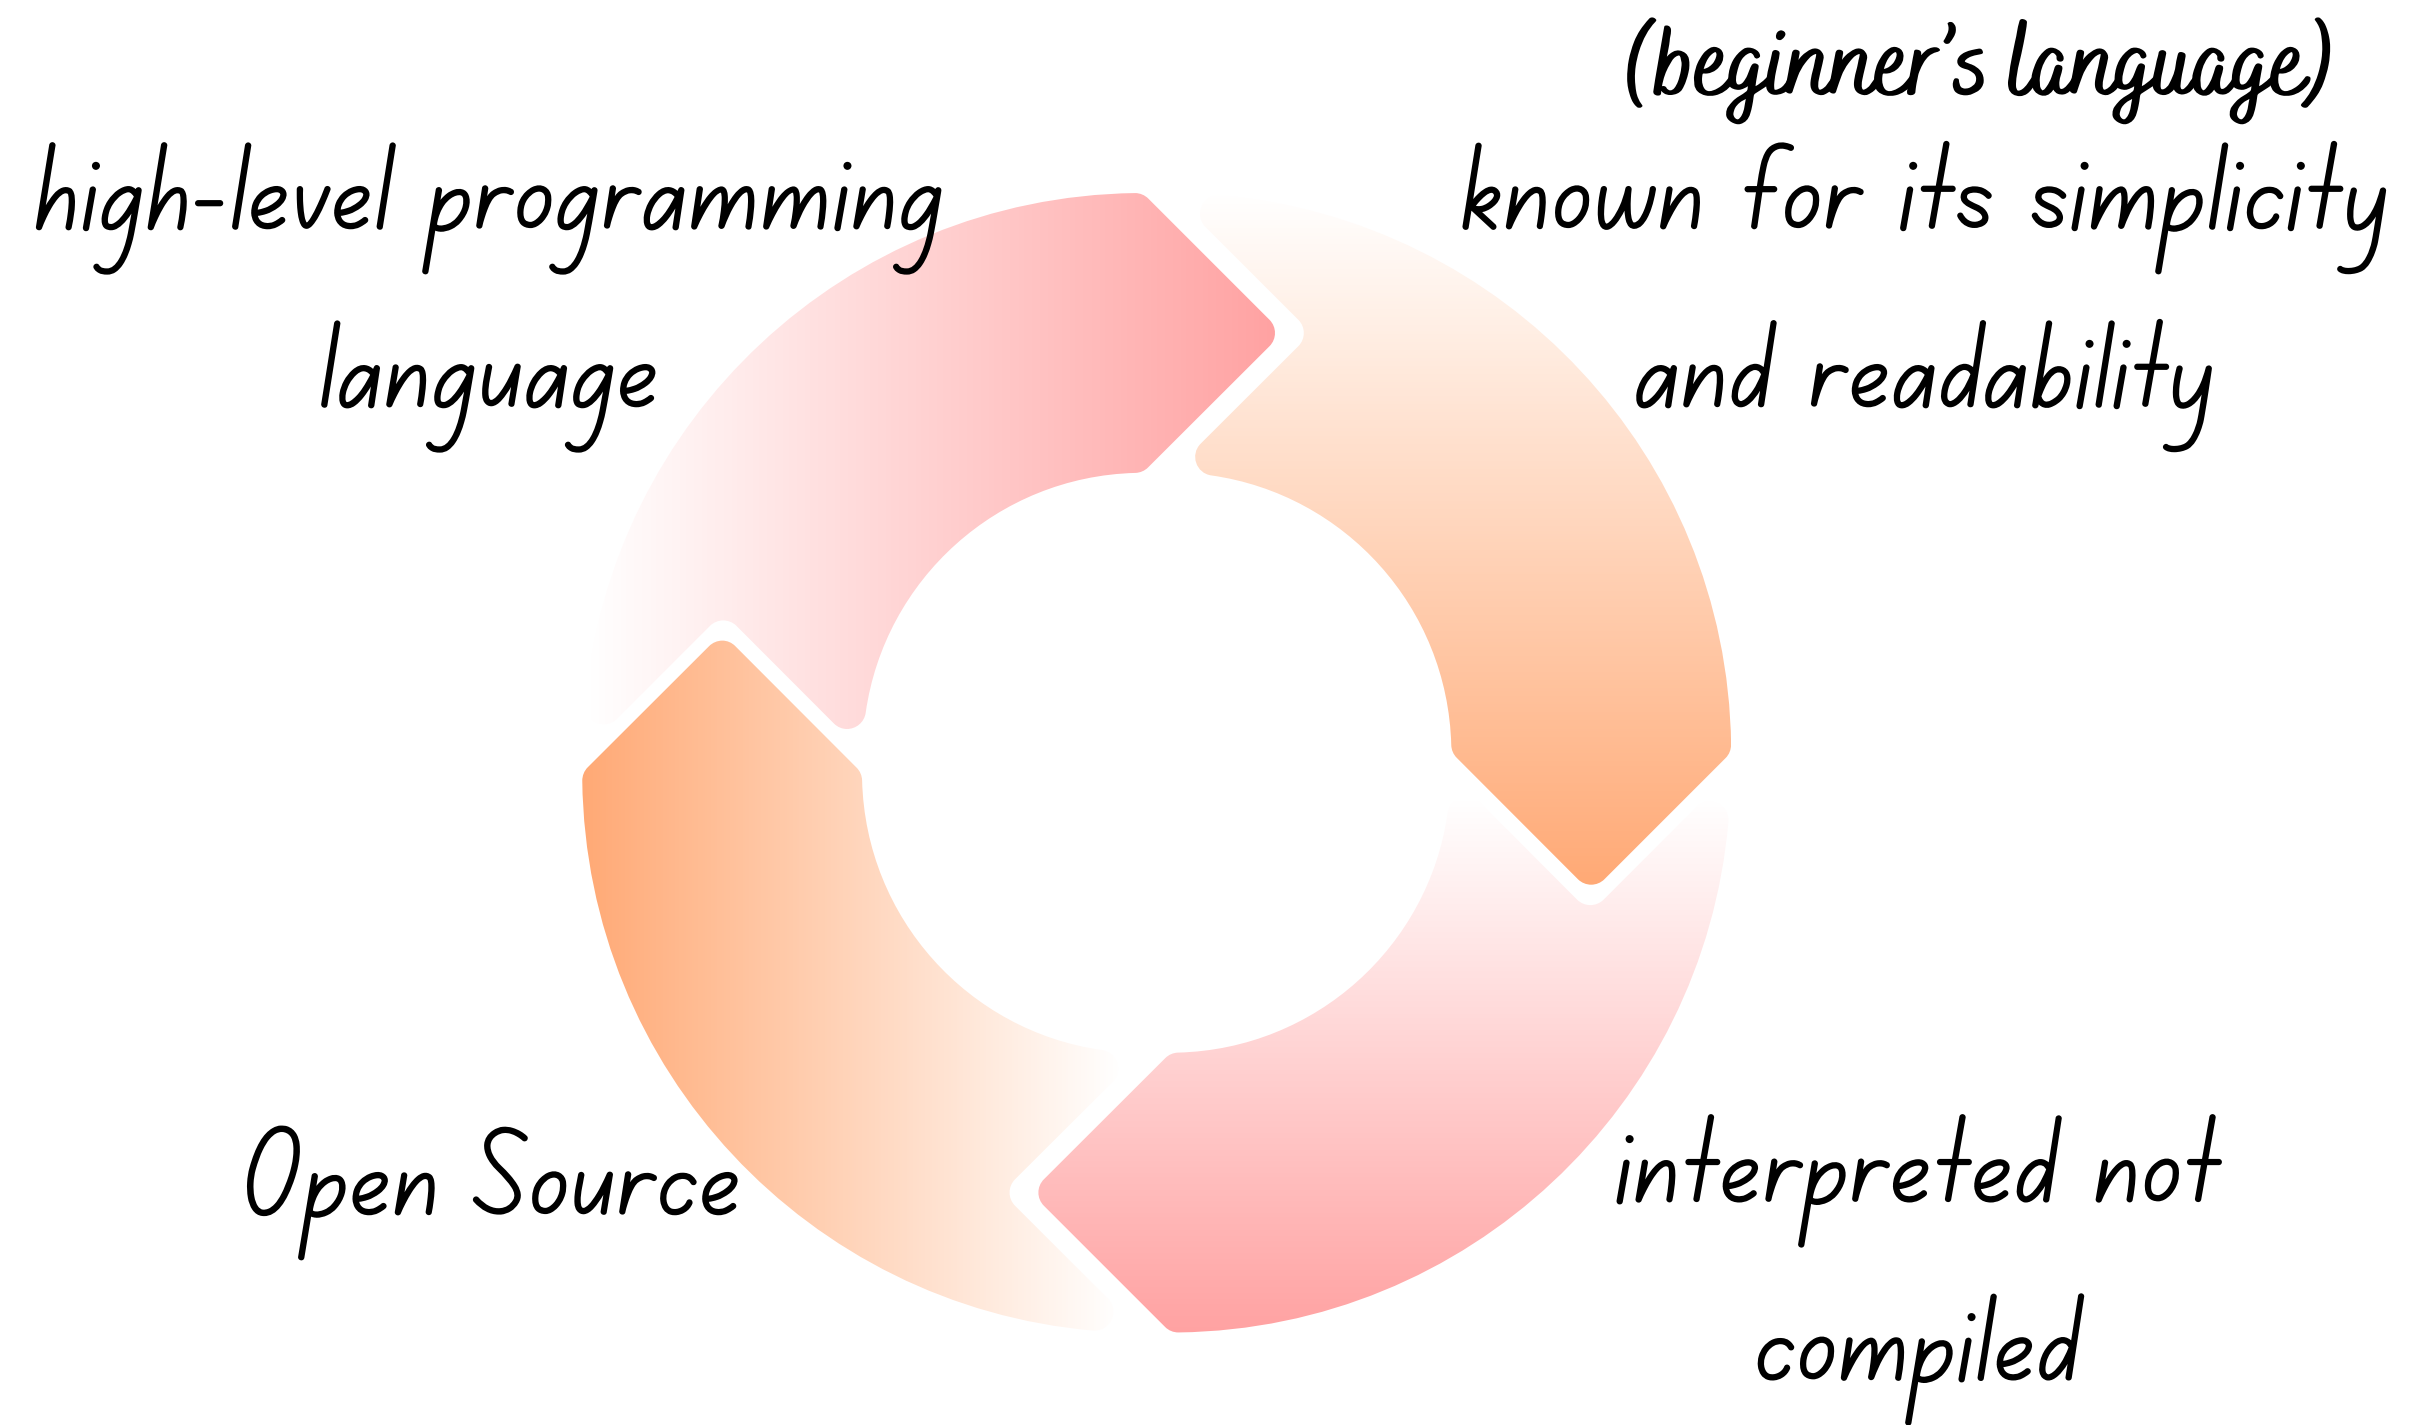 high-level programming
language
(beginner's language)
known for its simplicity
and readability
interpreted not
compiled
Open Source